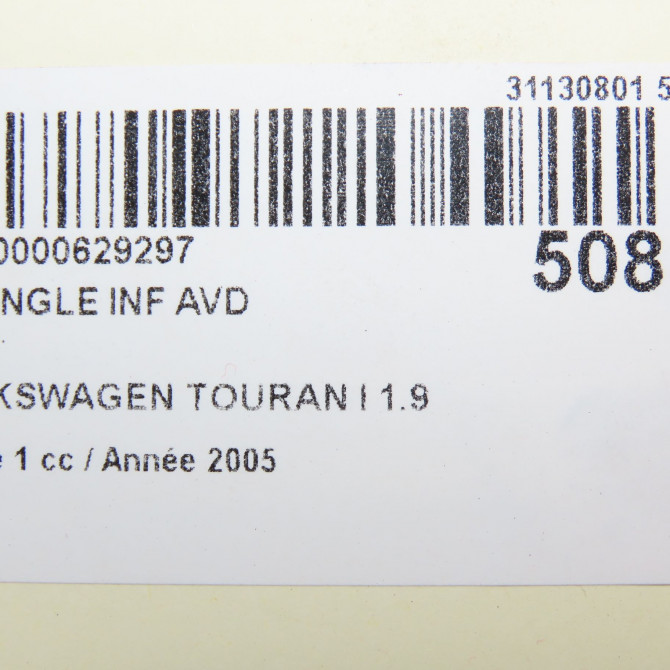 31130801 5
0000629297
508
NGLE INF AVD
KSWAGEN TOURAN I 1.9
e 1 cc / Année 2005